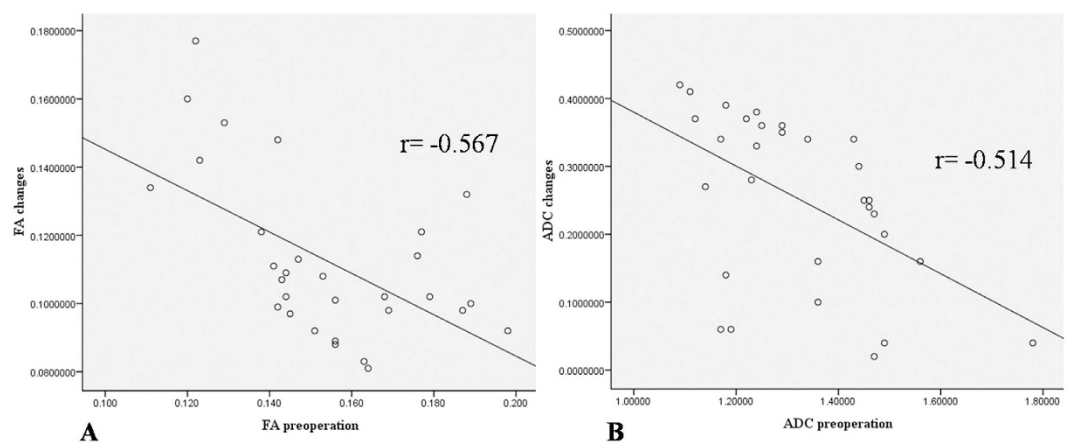 0.1800000
0.1600000
0.1400000
0.1200000
0.1000000
0.0800000
FA changes
r= -0.567
0.100 0.120 0.140 0.160 0.180 0.200
FA preoperation
A
0.5000000
0.4000000
0.3000000
0.2000000
0.1000000
0.0000000
ADC changes
r= -0.514
1.00000 1.20000 1.40000 1.60000 1.80000
ADC preoperation
B